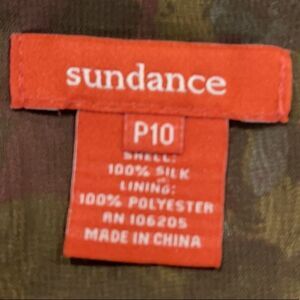 sundance
P10
SHELL:
100% SILK
LINING:
100% POLYESTER
RN 106205
MADE IN CHINA